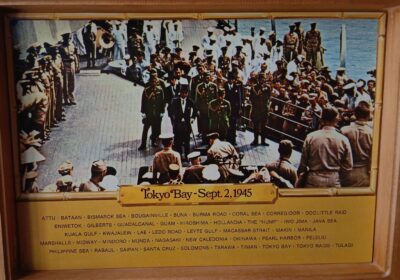 Tokyo Bay - Sept. 2, 1945
ATTU · BATAAN · BISMARK SEA · BOUGAINVILLE · BUNA · BURMA ROAD · CORAL SEA · CORREGIDOR · DOOLITTLE RAID
ENIWETOK · GILBERTS · GUADALCANAL · GUAM · HIROSHIMA · HOLLANDIA · THE "HUMP" · IWO JIMA · JAVA SEA
KUALA GULF · KWAJALEIN · LAE · LEDO ROAD · LEYTE GULF · MACASSAR STRAIT · MAKIN · MANILA
MARSHALLS · MIDWAY · MINDORO · MUNDA · NAGASAKI · NEW CALEDONIA · OKINAWA · PEARL HARBOR · PELELIU
PHILIPPINE SEA · RABAUL · SAIPAN · SANTA CRUZ · SOLOMONS · TARAWA · TINIAN · TOKYO BAY · TOKYO RAIDS · TULAGI